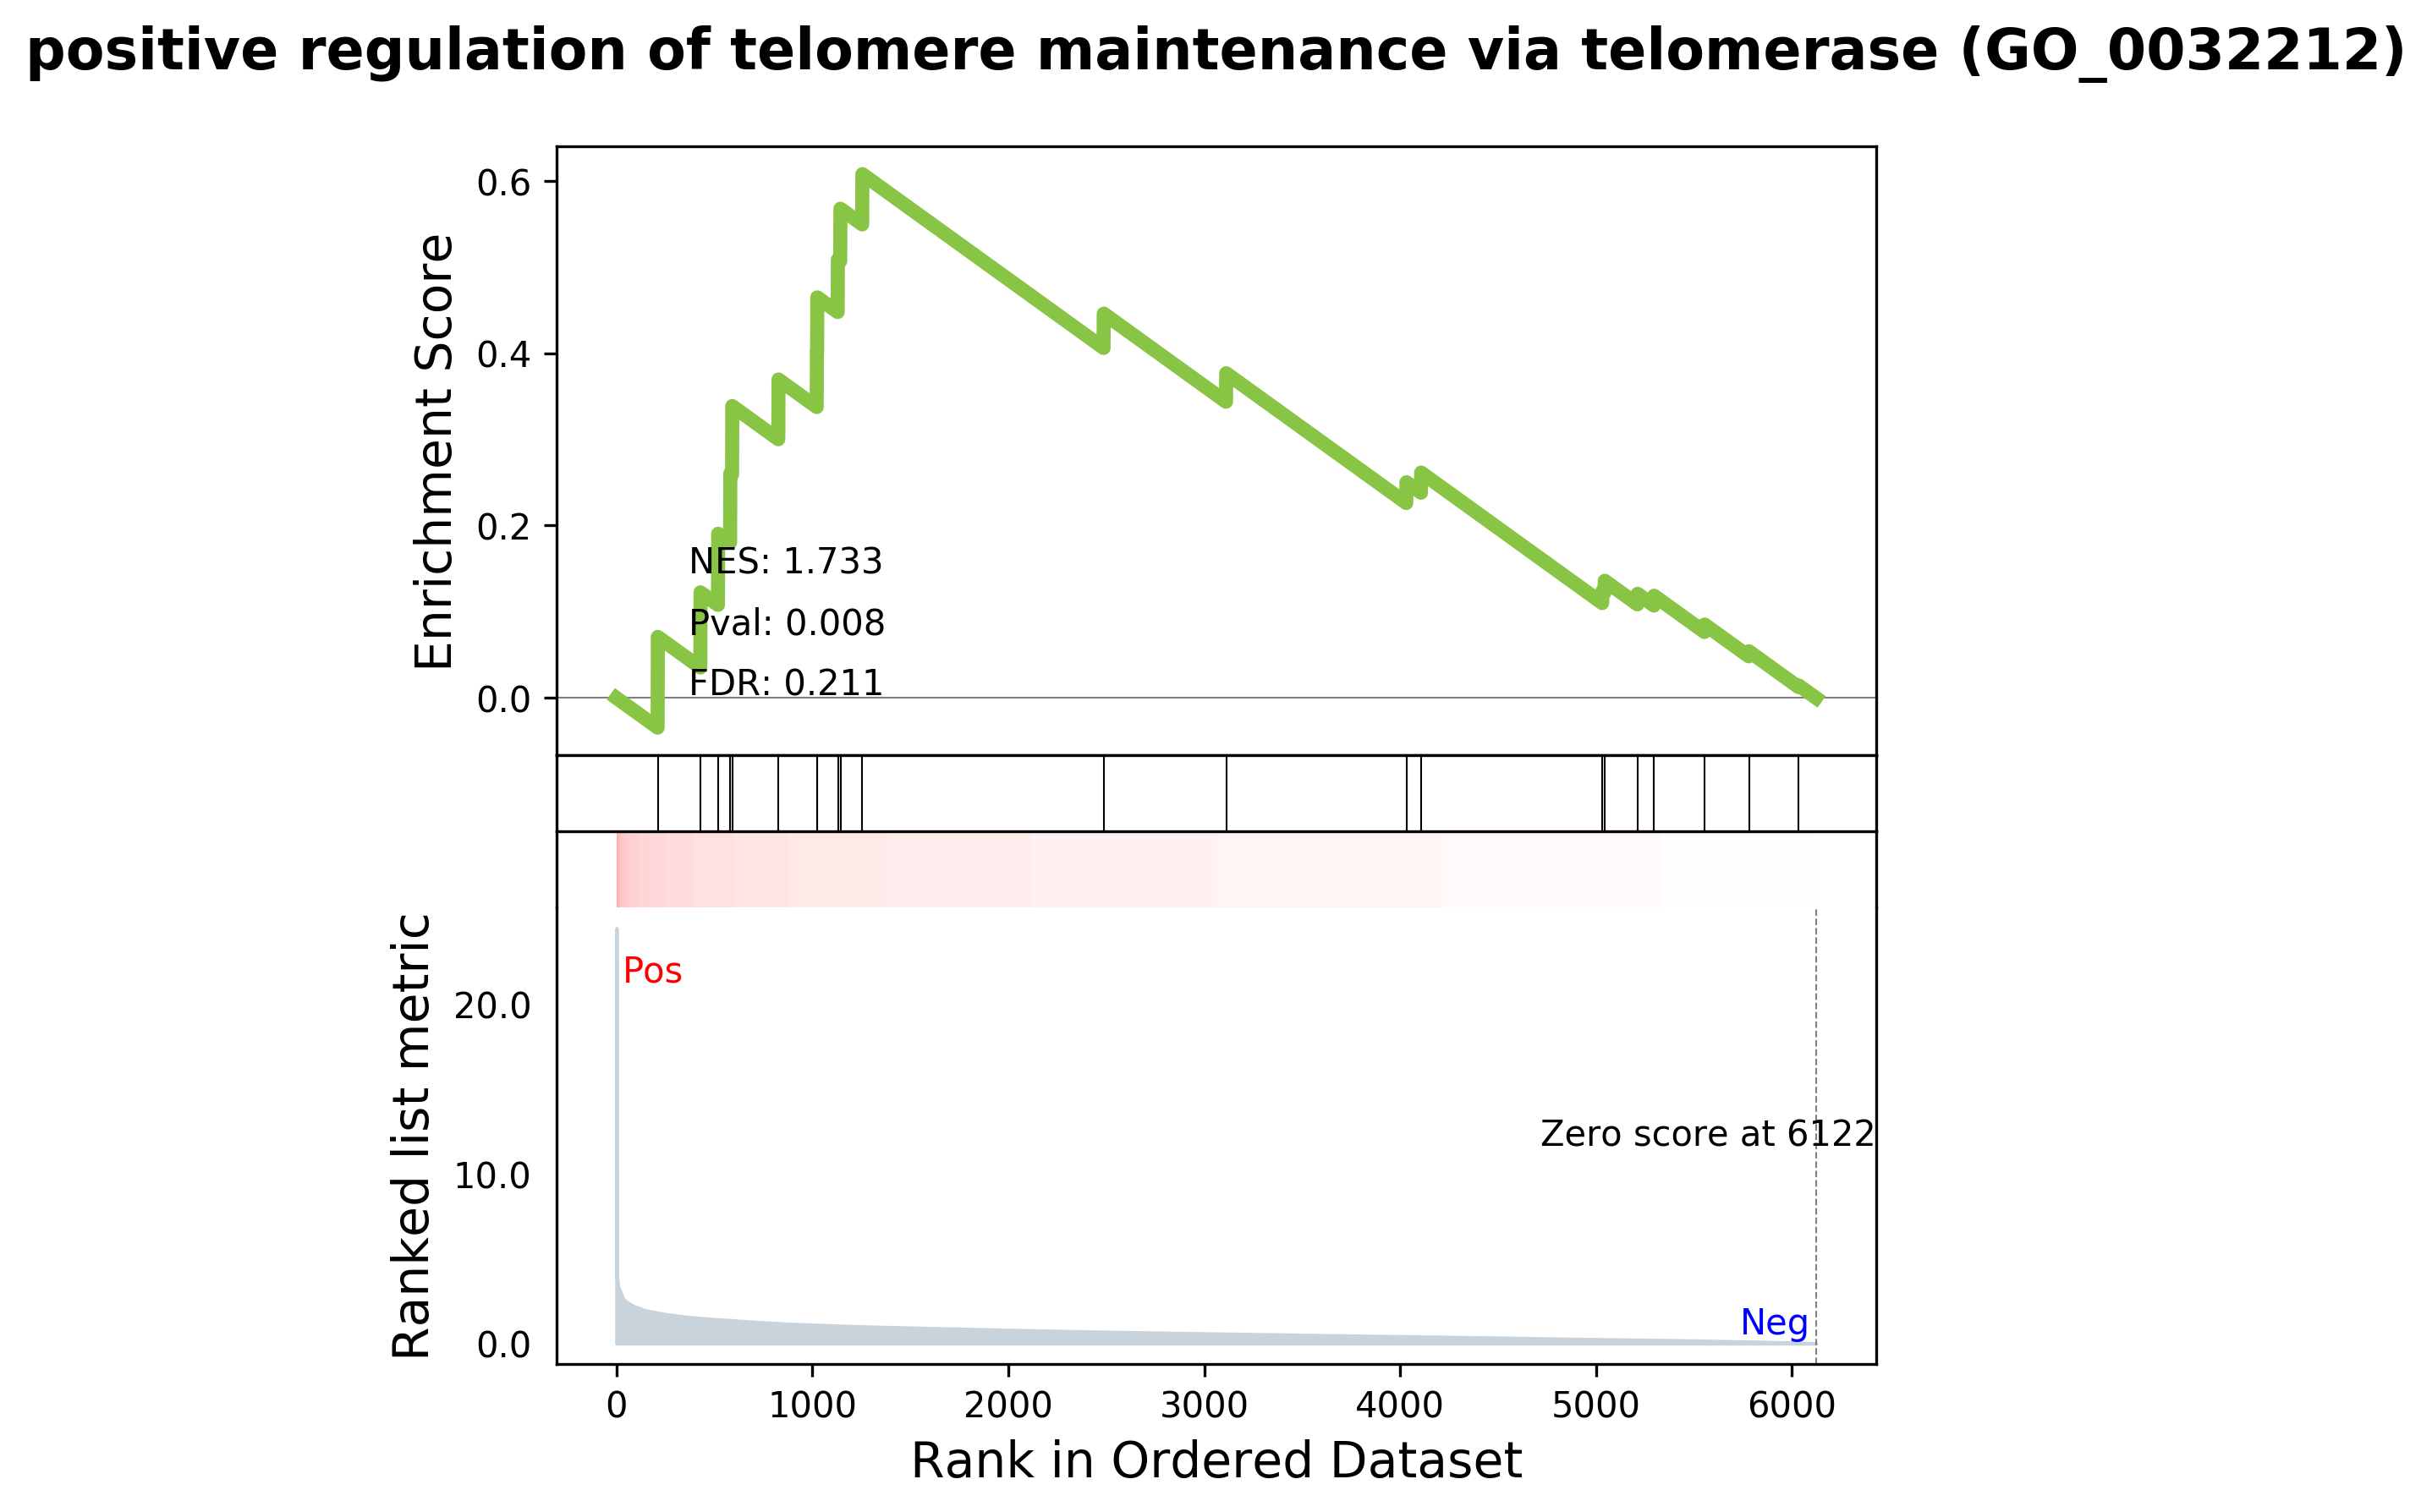 positive regulation of telomere maintenance via telomerase (GO_0032212)
Enrichment Score
0.6
0.4
0.2
0.0
NES: 1.733
Pval: 0.008
FDR: 0.211
Ranked list metric
20.0
10.0
0.0
Pos
Zero score at 6122
Neg
0 1000 2000 3000 4000 5000 6000
Rank in Ordered Dataset